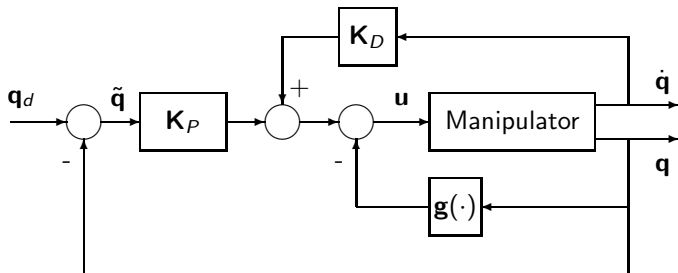 K_D
q̇
q_d
q̃
+
u
K_P
Manipulator
-
-
q
g(·)